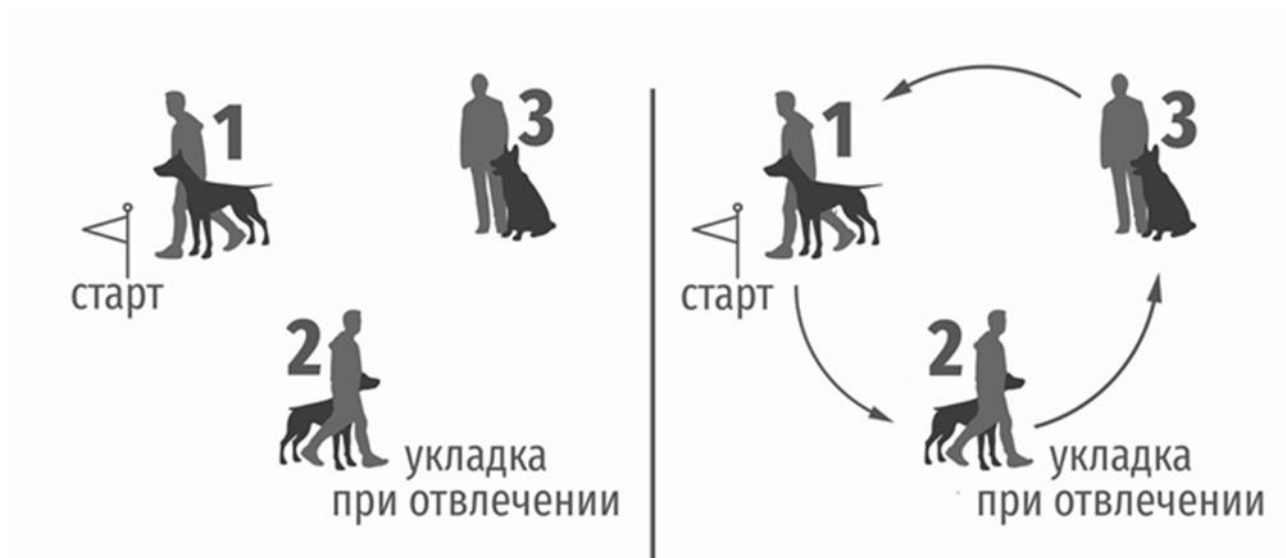 1
3
старт
2
укладка
при отвлечении
1
3
старт
2
укладка
при отвлечении